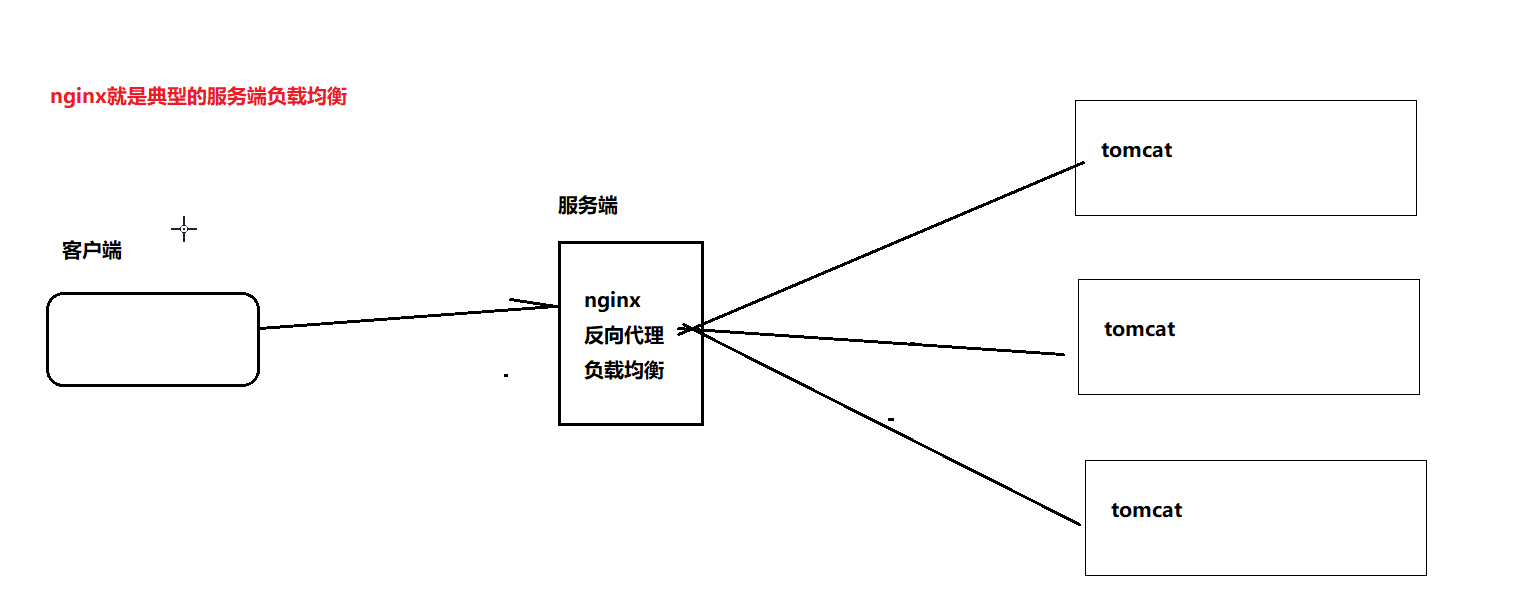 nginx就是典型的服务端负载均衡
服务端
客户端
nginx
反向代理
负载均衡
tomcat
tomcat
tomcat